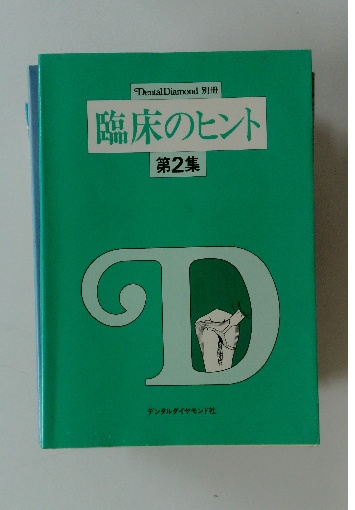 Dental Diamond 別冊
臨床のヒント
第2集
D
デンタルダイヤモンド社